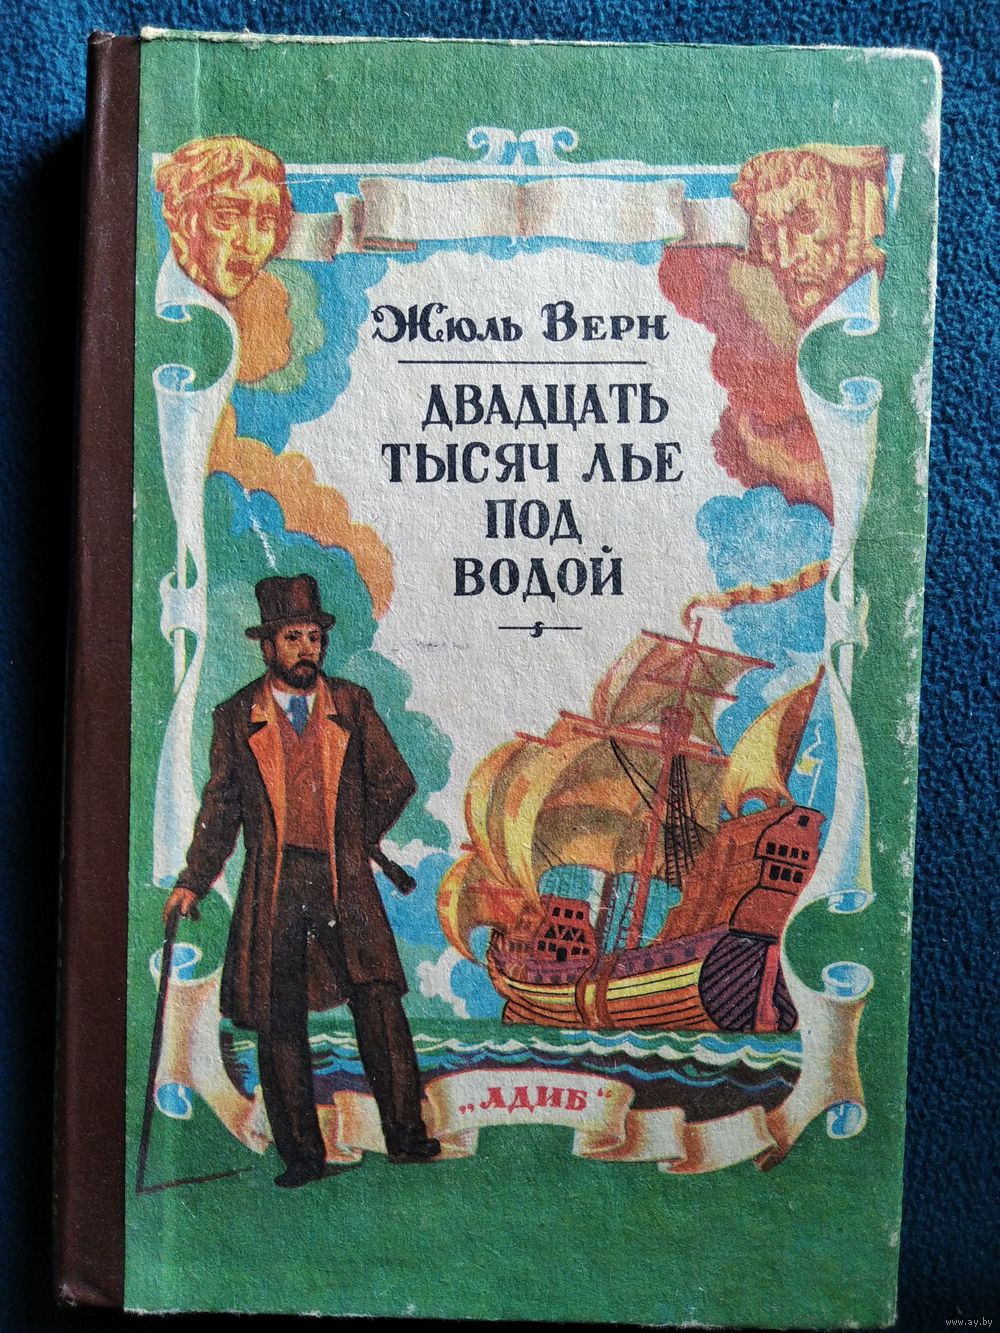 Жюль Верн
ДВАДЦАТЬ
ТЫСЯЧ ЛЬЕ
ПОД
ВОДОЙ
„АДИБ“
www.ay.by